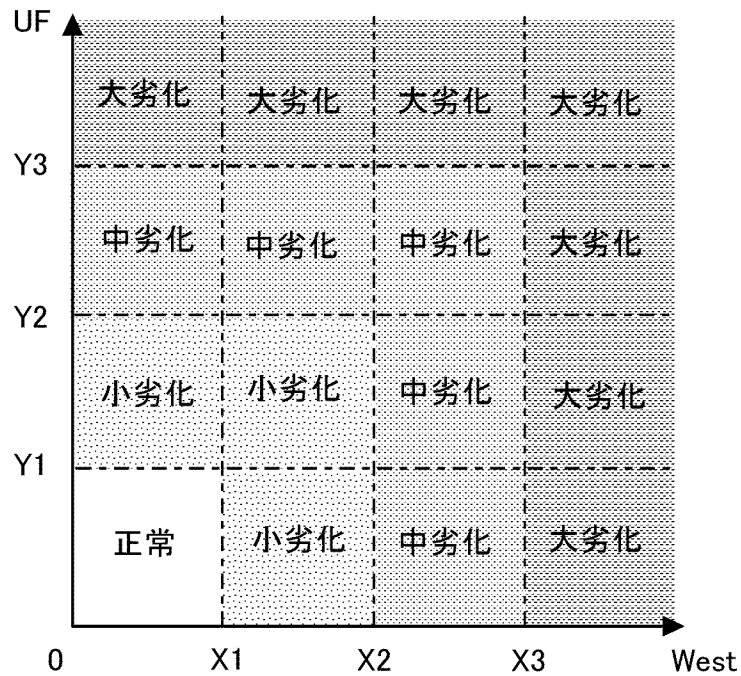 UF
大劣化 大劣化 大劣化 大劣化
Y3
中劣化 中劣化 中劣化 大劣化
Y2
小劣化 小劣化 中劣化 大劣化
Y1
正常 小劣化 中劣化 大劣化
0 X1 X2 X3 West